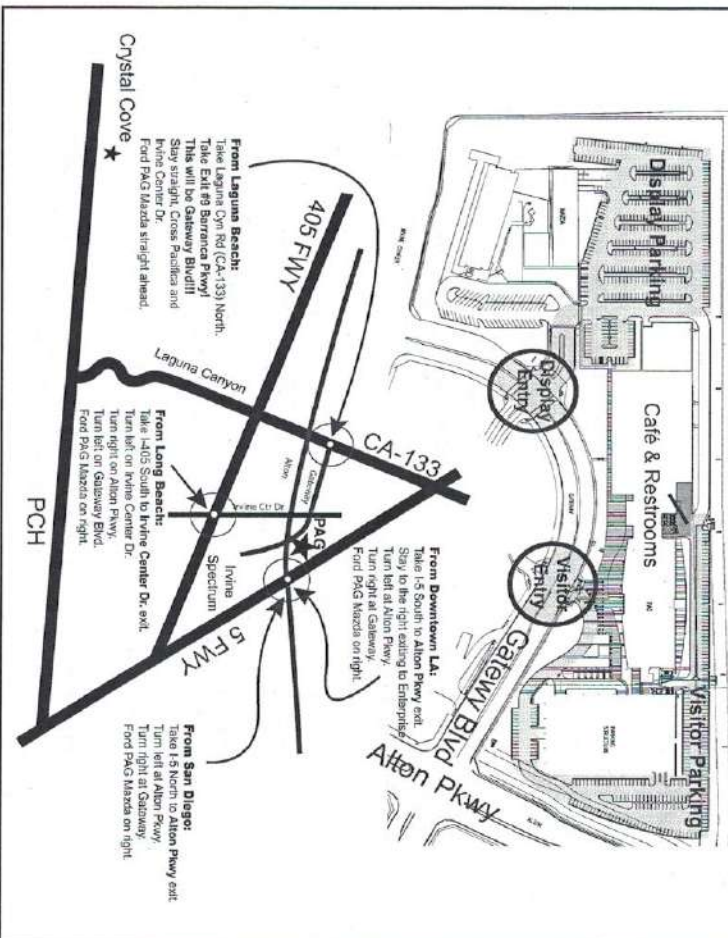 Display Parking
Café & Restrooms
Visitor Parking
Display
Entry
Visitor
Entry
Gatewy Blvd
Alton Pkwy
MAZDA
PARKING
STRUCTURE
From Laguna Beach:
Take Laguna Cyn Rd (CA-133) North.
Take Exit #9 Barranca Pkwy!
This will be Gateway Blvd!!!
Stay straight, Cross Pacifica and
Irvine Center Dr.
Ford PAG Mazda straight ahead.
From Downtown LA:
Take I-5 South to Alton Pkwy exit.
Stay to the right exiting to Enterprise
Turn left at Alton Pkwy.
Turn right at Gateway.
Ford PAG Mazda on right.
Crystal Cove
405 FWY
Laguna Canyon
CA-133
Gateway
Alton
PAG
Irvine Ctr Dr
Irvine
Spectrum
5 FWY
PCH
From Long Beach:
Take I-405 South to Irvine Center Dr. exit.
Turn left on Irvine Center Dr.
Turn right on Alton Pkwy.
Turn left on Gateway Blvd.
Ford PAG Mazda on right.
From San Diego:
Take I-5 North to Alton Pkwy exit.
Turn left at Alton Pkwy.
Turn right at Gateway.
Ford PAG Mazda on right.